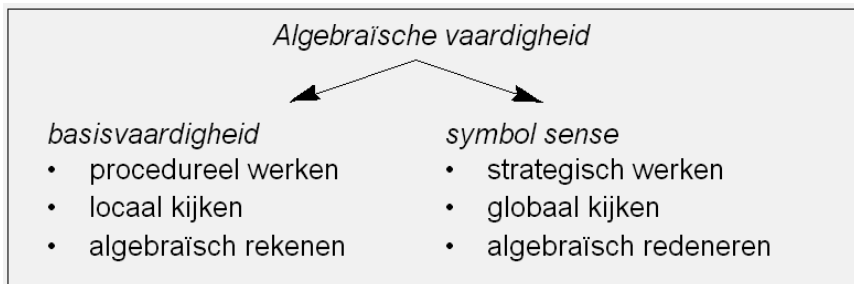 Algebraïsche vaardigheid
basisvaardigheid
• procedureel werken
• locaal kijken
• algebraïsch rekenen
symbol sense
• strategisch werken
• globaal kijken
• algebraïsch redeneren